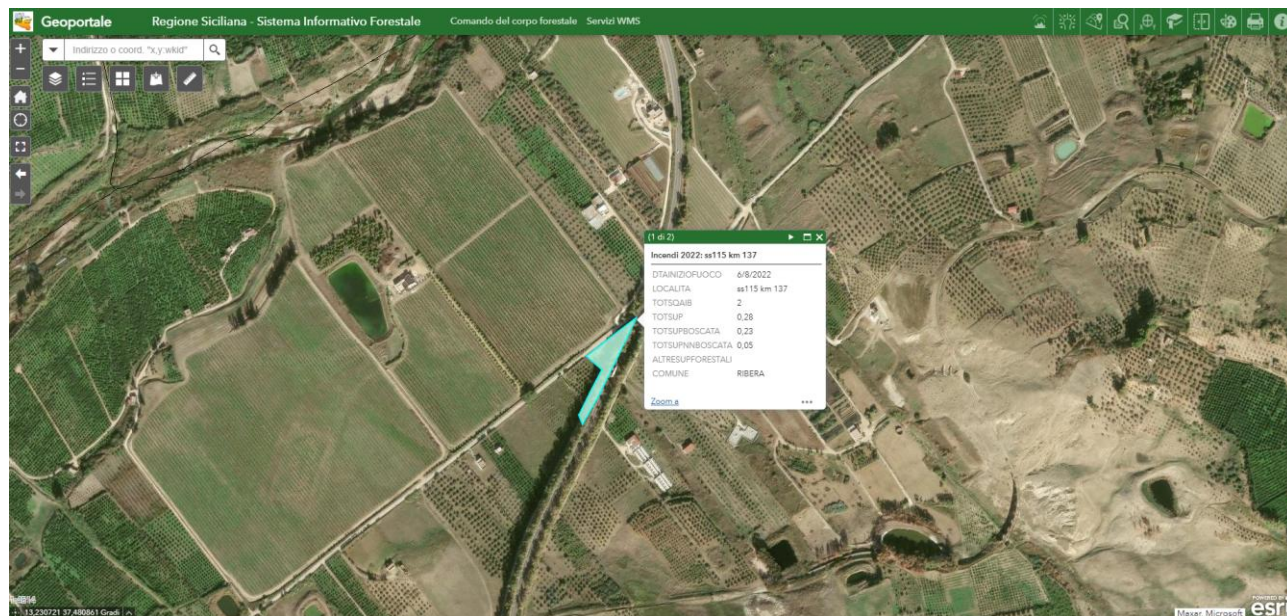 Geoportale Regione Siciliana - Sistema Informativo Forestale Comando del corpo forestale Servizi WMS
Indirizzo o coord. "x,y:wkid"
(1 di 2)
Incendi 2022: ss115 km 137
DTAINIZIOFUOCO 6/8/2022
LOCALITA ss115 km 137
TOTSQAIB 2
TOTSUP 0,28
TOTSUPBOSCATA 0,23
TOTSUPNNBOSCATA 0,05
ALTRESUPFORESTALI
COMUNE RIBERA
Zoom a
13,230721 37,480861 Gradi
Maxar, Microsoft
POWERED BY
esri